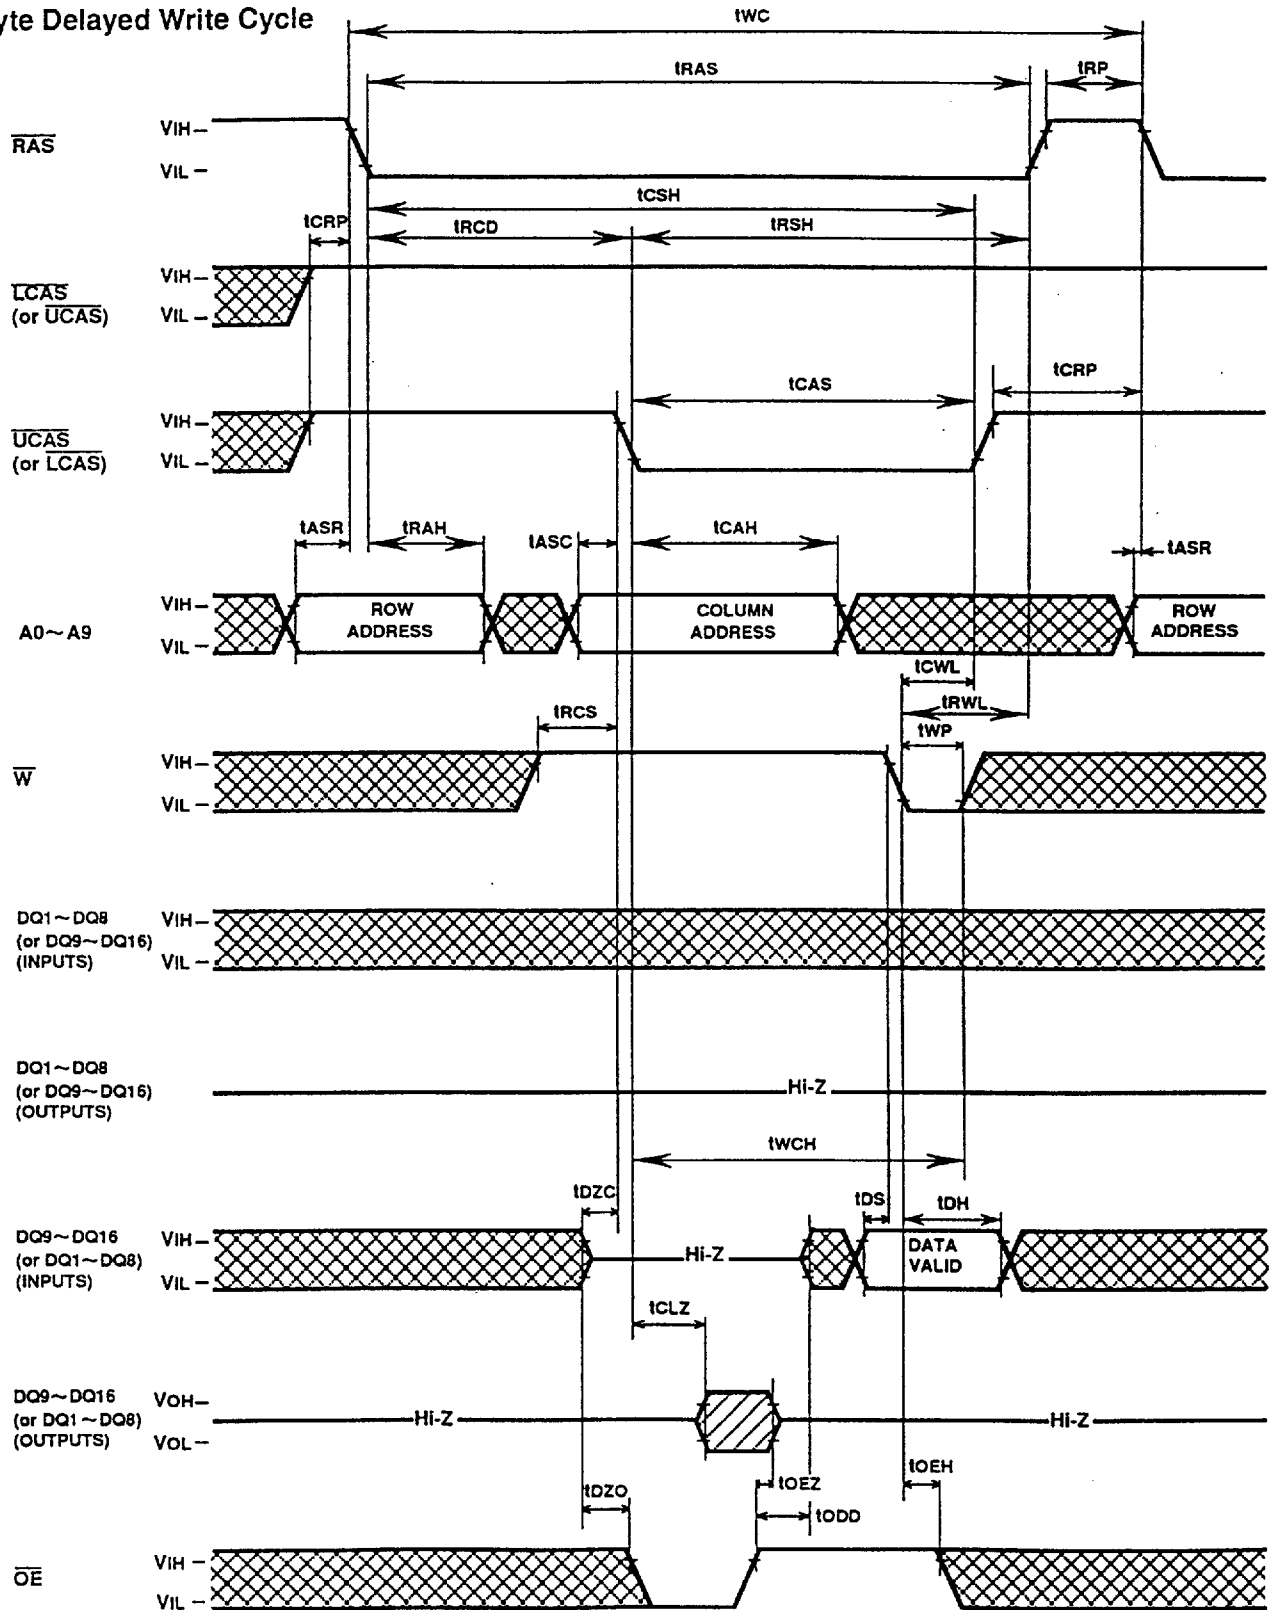 yte Delayed Write Cycle
tWC
tRAS
tRP
RAS
VIH
VIL
tCSH
tCRP
tRCD
tRSH
LCAS
(or UCAS)
VIH
VIL
tCAS
tCRP
UCAS
(or LCAS)
VIH
VIL
tASR
tRAH
tASC
tCAH
tASR
A0~A9
VIH
VIL
ROW
ADDRESS
COLUMN
ADDRESS
ROW
ADDRESS
tCWL
tRWL
tRCS
tWP
W
VIH
VIL
DQ1~DQ8
(or DQ9~DQ16)
(INPUTS)
VIH
VIL
DQ1~DQ8
(or DQ9~DQ16)
(OUTPUTS)
Hi-Z
tWCH
tDZC
tDS
tDH
DQ9~DQ16
(or DQ1~DQ8)
(INPUTS)
VIH
VIL
Hi-Z
DATA
VALID
tCLZ
DQ9~DQ16
(or DQ1~DQ8)
(OUTPUTS)
VOH
VOL
Hi-Z
Hi-Z
tDZO
tOEZ
tODD
tOEH
OE
VIH
VIL